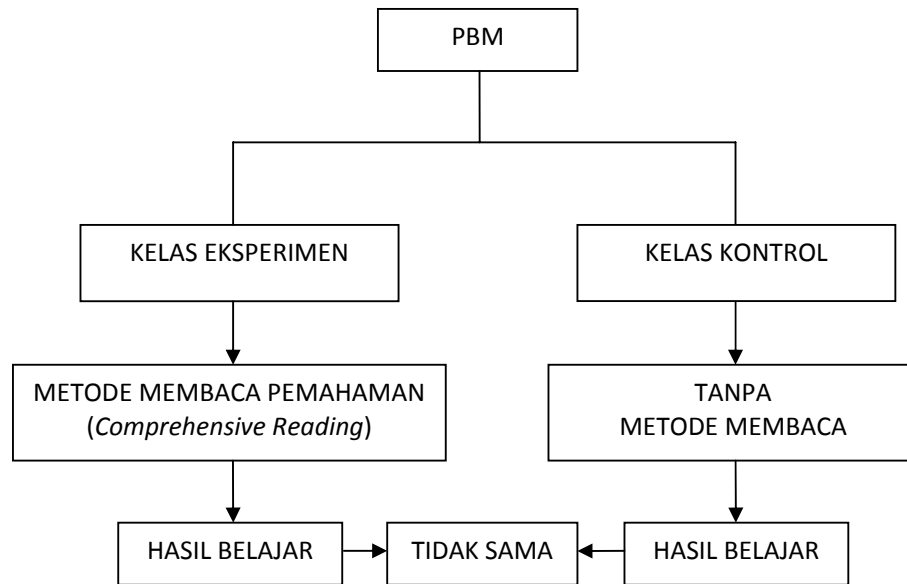 PBM
KELAS EKSPERIMEN
KELAS KONTROL
METODE MEMBACA PEMAHAMAN
(Comprehensive Reading)
TANPA
METODE MEMBACA
HASIL BELAJAR
TIDAK SAMA
HASIL BELAJAR